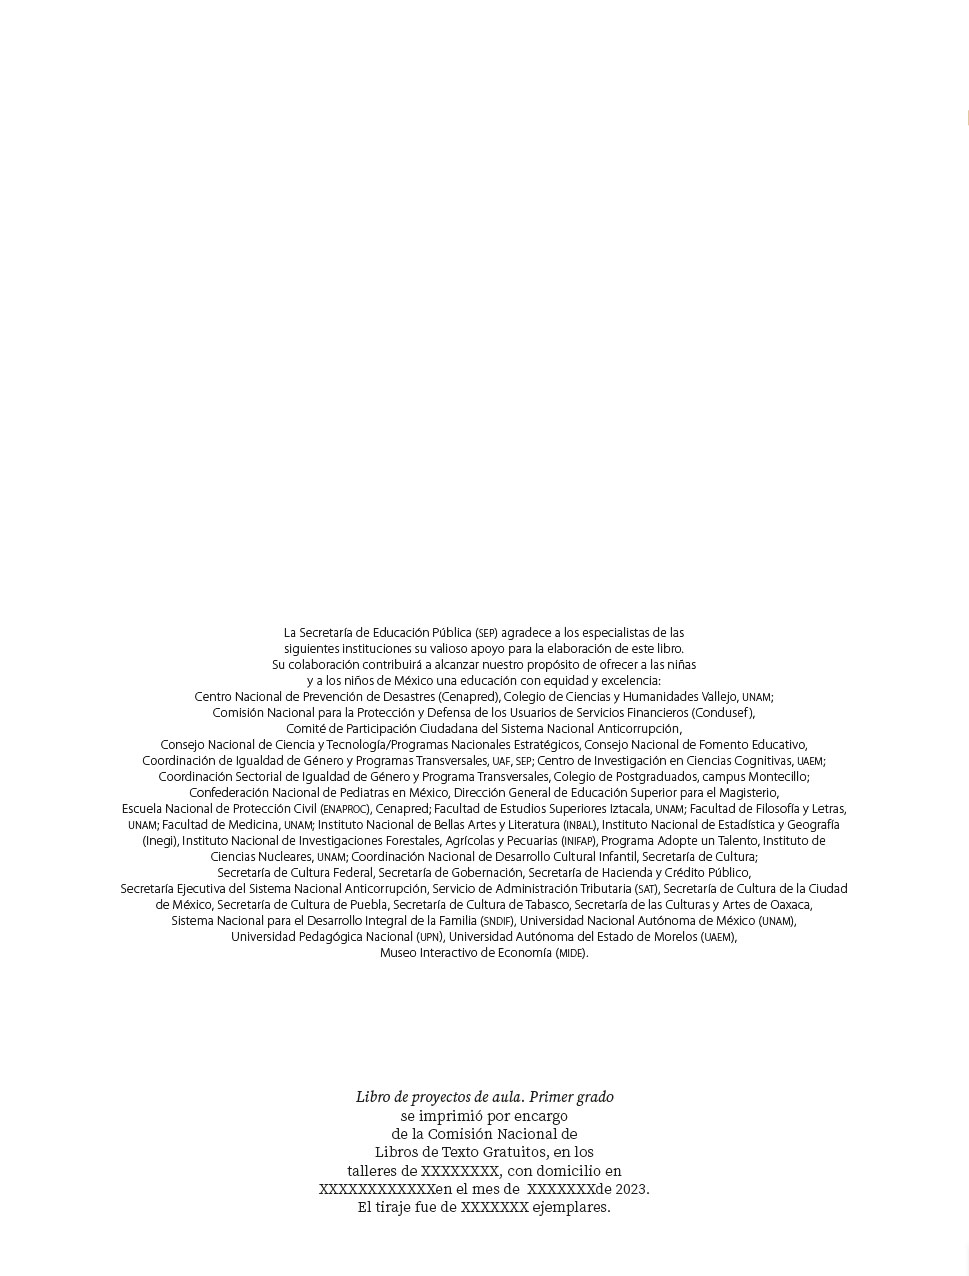 La Secretaría de Educación Pública (SEP) agradece a los especialistas de las
siguientes instituciones su valioso apoyo para la elaboración de este libro.
Su colaboración contribuirá a alcanzar nuestro propósito de ofrecer a las niñas
y a los niños de México una educación con equidad y excelencia:
Centro Nacional de Prevención de Desastres (Cenapred), Colegio de Ciencias y Humanidades Vallejo, UNAM;
Comisión Nacional para la Protección y Defensa de los Usuarios de Servicios Financieros (Condusef),
Comité de Participación Ciudadana del Sistema Nacional Anticorrupción,
Consejo Nacional de Ciencia y Tecnología/Programas Nacionales Estratégicos, Consejo Nacional de Fomento Educativo,
Coordinación de Igualdad de Género y Programas Transversales, UAF, SEP; Centro de Investigación en Ciencias Cognitivas, UAEM;
Coordinación Sectorial de Igualdad de Género y Programa Transversales, Colegio de Postgraduados, campus Montecillo;
Confederación Nacional de Pediatras en México, Dirección General de Educación Superior para el Magisterio,
Escuela Nacional de Protección Civil (ENAPROC), Cenapred; Facultad de Estudios Superiores Iztacala, UNAM; Facultad de Filosofía y Letras,
UNAM; Facultad de Medicina, UNAM; Instituto Nacional de Bellas Artes y Literatura (INBAL), Instituto Nacional de Estadística y Geografía
(Inegi), Instituto Nacional de Investigaciones Forestales, Agrícolas y Pecuarias (INIFAP), Programa Adopte un Talento, Instituto de
Ciencias Nucleares, UNAM; Coordinación Nacional de Desarrollo Cultural Infantil, Secretaría de Cultura;
Secretaría de Cultura Federal, Secretaría de Gobernación, Secretaría de Hacienda y Crédito Público,
Secretaría Ejecutiva del Sistema Nacional Anticorrupción, Servicio de Administración Tributaria (SAT), Secretaría de Cultura de la Ciudad
de México, Secretaría de Cultura de Puebla, Secretaría de Cultura de Tabasco, Secretaría de las Culturas y Artes de Oaxaca,
Sistema Nacional para el Desarrollo Integral de la Familia (SNDIF), Universidad Nacional Autónoma de México (UNAM),
Universidad Pedagógica Nacional (UPN), Universidad Autónoma del Estado de Morelos (UAEM),
Museo Interactivo de Economía (MIDE).
Libro de proyectos de aula. Primer grado
se imprimió por encargo
de la Comisión Nacional de
Libros de Texto Gratuitos, en los
talleres de XXXXXXXX, con domicilio en
XXXXXXXXXXXXen el mes de XXXXXXXde 2023.
El tiraje fue de XXXXXXX ejemplares.